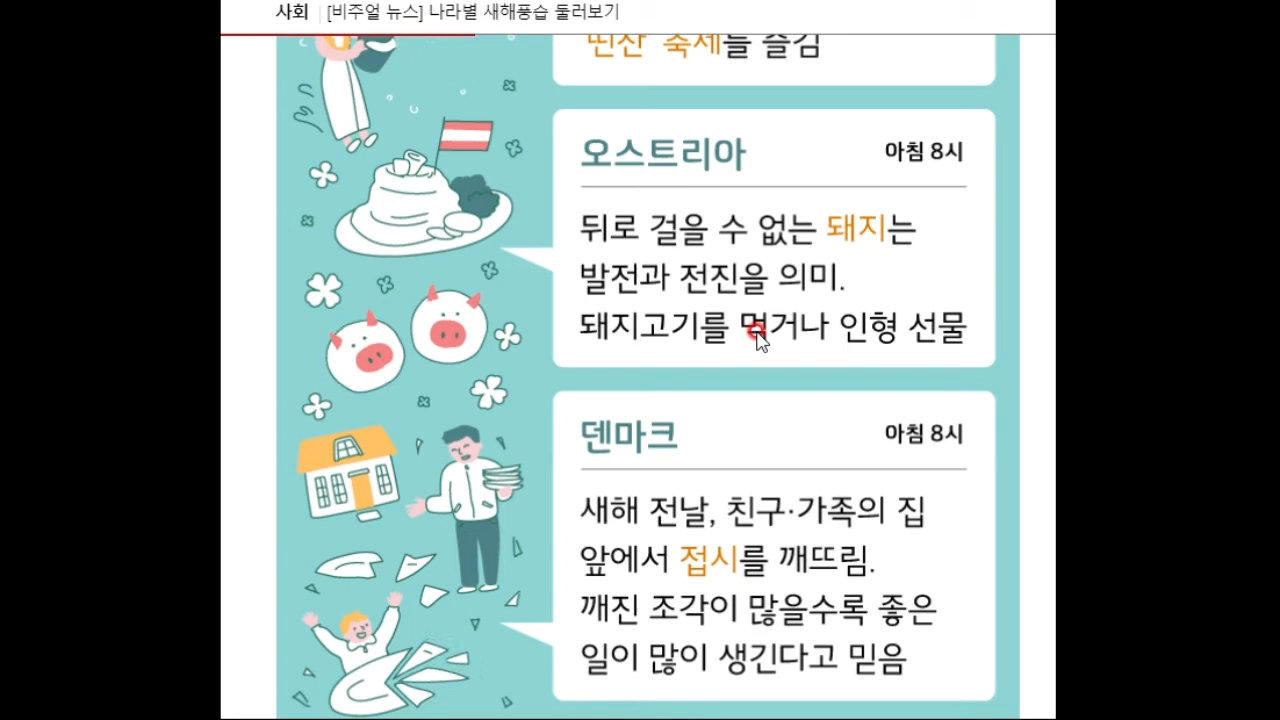 사회 [비주얼 뉴스] 나라별 새해풍습 둘러보기
축제를 즐김
오스트리아
아침 8시
뒤로 걸을 수 없는 돼지는
발전과 전진을 의미.
돼지고기를 먹거나 인형 선물
덴마크
아침 8시
새해 전날, 친구·가족의 집
앞에서 접시를 깨뜨림.
깨진 조각이 많을수록 좋은
일이 많이 생긴다고 믿음